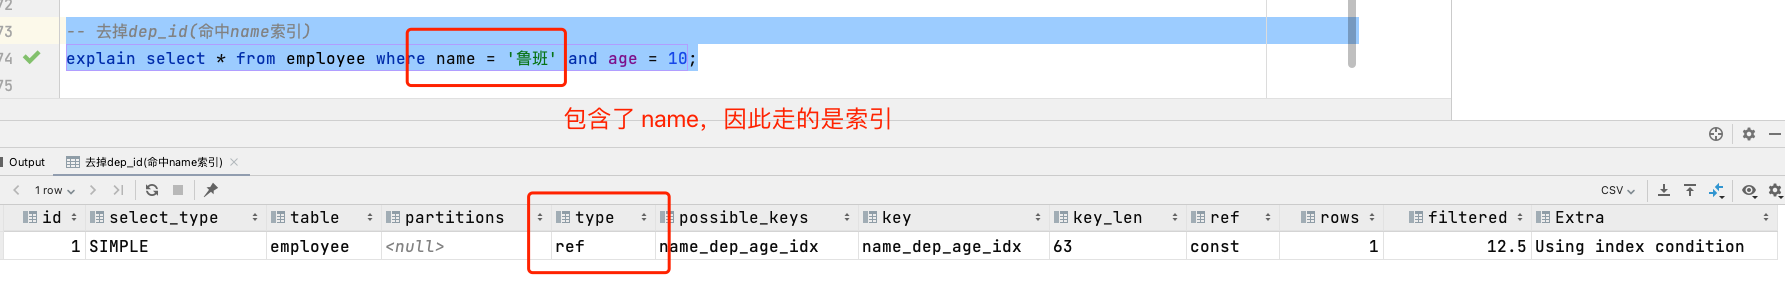 72
73 -- 去掉dep_id(命中name索引)
74 explain select * from employee where name = '鲁班' and age = 10;
75
包含了 name，因此走的是索引
Output 去掉dep_id(命中name索引)
1 row CSV
id select_type table partitions type possible_keys key key_len ref rows filtered Extra
1 SIMPLE employee <null> ref name_dep_age_idx name_dep_age_idx 63 const 1 12.5 Using index condition